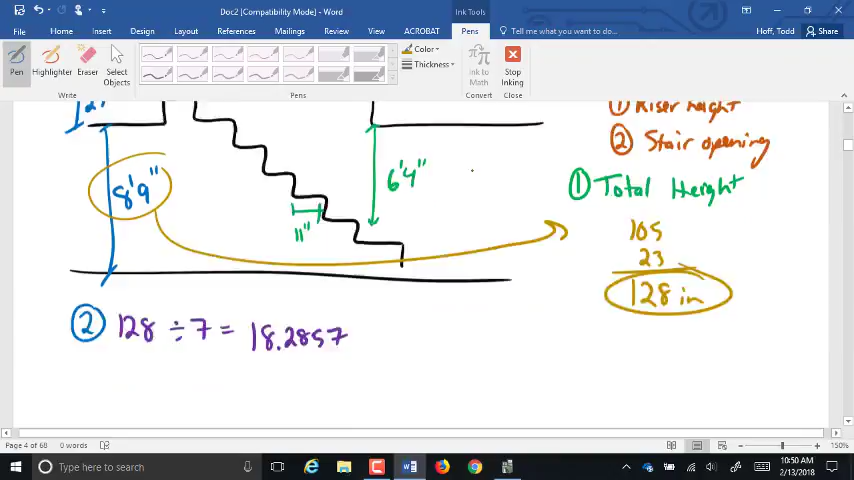 Doc2 [Compatibility Mode] - Word
Ink Tools
Hoff, Todd
File
Home
Insert
Design
Layout
References
Mailings
Review
View
ACROBAT
Pens
Tell me what you want to do...
Share
Pen
Highlighter
Eraser
Select
Objects
Color
Thickness
Ink to
Math
Stop
Inking
Write
Pens
Convert
Close
① Riser height
② Stair opening
① Total Height
8'9"
6'4"
11"
105
23
128 in
② 128 ÷ 7 = 18.2857
Page 4 of 68
0 words
150%
Type here to search
10:50 AM
2/13/2018